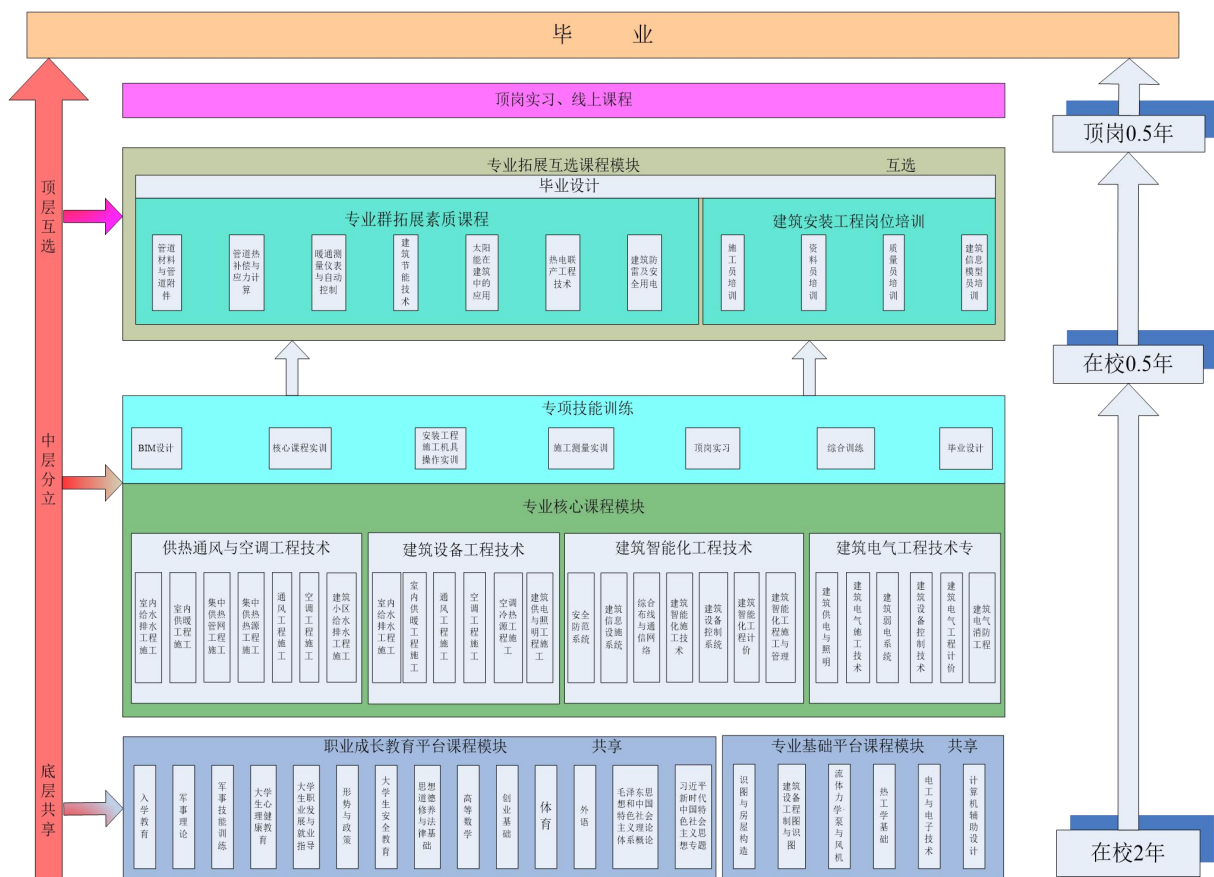 毕 业
顶岗实习、线上课程
顶岗0.5年
专业拓展互选课程模块 互选
毕业设计
顶层互选
专业群拓展素质课程
建筑安装工程岗位培训
管道材料与管道附件
管道热补偿与应力计算
暖通测量仪表与自动控制
建筑节能技术
太阳能在建筑中的应用
热电联产工程技术
建筑防雷及安全用电
施工员培训
资料员培训
质量员培训
建筑信息模型员培训
在校0.5年
中层分立
专项技能训练
BIM设计
核心课程实训
安装工程施工机具操作实训
施工测量实训
顶岗实习
综合训练
毕业设计
专业核心课程模块
供热通风与空调工程技术
室内给水排水工程施工
室内供暖工程施工
集中供热管网工程施工
集中供热热源工程施工
通风工程施工
空调工程施工
建筑小区给水排水工程施工
建筑设备工程技术
室内给水排水工程施工
室内供暖工程施工
通风工程施工
空调工程施工
空调冷热源工程施工
建筑供电与照明工程施工
建筑智能化工程技术
安全防范系统
建筑信息设施系统
综合布线与通信网络
建筑智能化施工技术
建筑设备控制系统
建筑智能化工程计价
建筑智能化工程施工与管理
建筑电气工程技术专
建筑供电与照明
建筑电气施工技术
建筑弱电系统
建筑设备控制技术
建筑电气工程计价
建筑电气消防工程
底层共享
职业成长教育平台课程模块 共享
入学教育
军事理论
军事技能训练
大学生心理健康教育
大学生职业发展与就业指导
形势与政策
大学生安全教育
思想道德修养与法律基础
高等数学
创业基础
体育
外语
毛泽东思想和中国特色社会主义理论体系概论
习近平新时代中国特色社会主义思想专题
专业基础平台课程模块 共享
识图与房屋构造
建筑设备工程制图与识图
流体力学·泵与风机
热工学基础
电工与电子技术
计算机辅助设计
在校2年